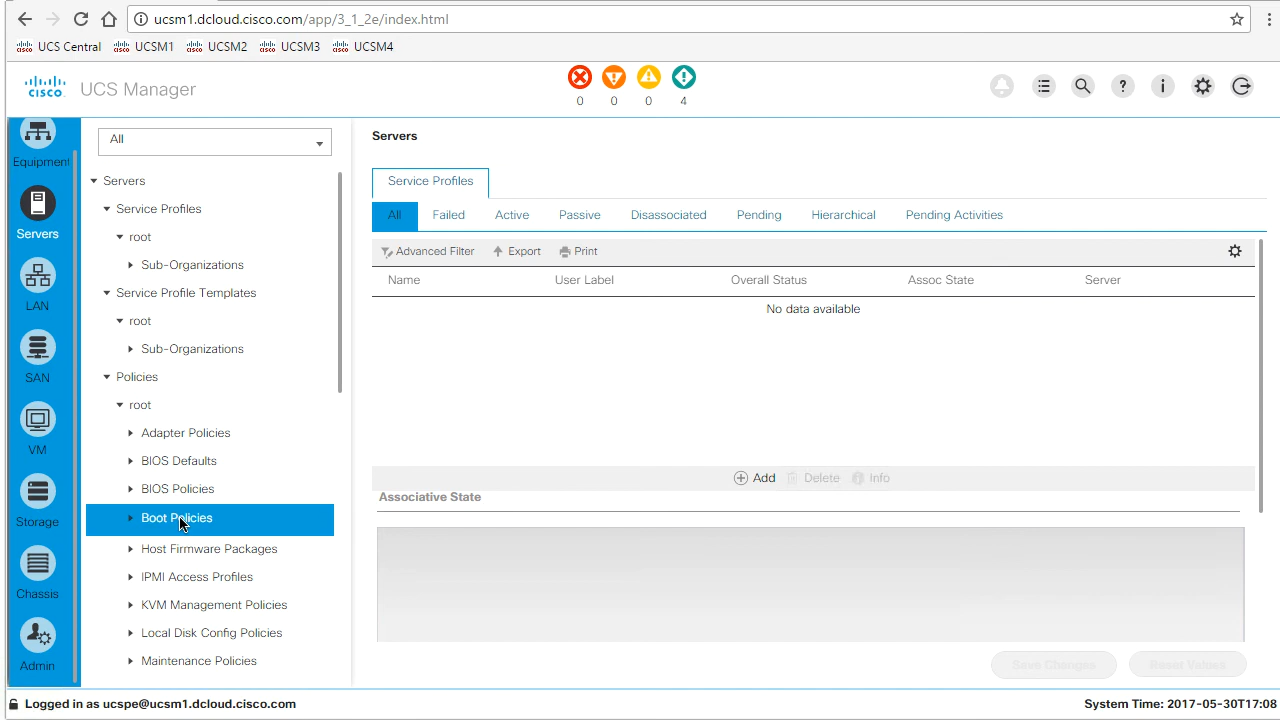 ucsm1.dcloud.cisco.com/app/3_1_2e/index.html
UCS Central UCSM1 UCSM2 UCSM3 UCSM4
cisco UCS Manager
0 0 0 4
Equipment
Servers
LAN
SAN
VM
Storage
Chassis
Admin
All
Servers
Service Profiles
root
Sub-Organizations
Service Profile Templates
root
Sub-Organizations
Policies
root
Adapter Policies
BIOS Defaults
BIOS Policies
Boot Policies
Host Firmware Packages
IPMI Access Profiles
KVM Management Policies
Local Disk Config Policies
Maintenance Policies
Servers
Service Profiles
All Failed Active Passive Disassociated Pending Hierarchical Pending Activities
Advanced Filter Export Print
Name User Label Overall Status Assoc State Server
No data available
Add Delete Info
Associative State
Save Changes Reset Values
Logged in as ucspe@ucsm1.dcloud.cisco.com System Time: 2017-05-30T17:08